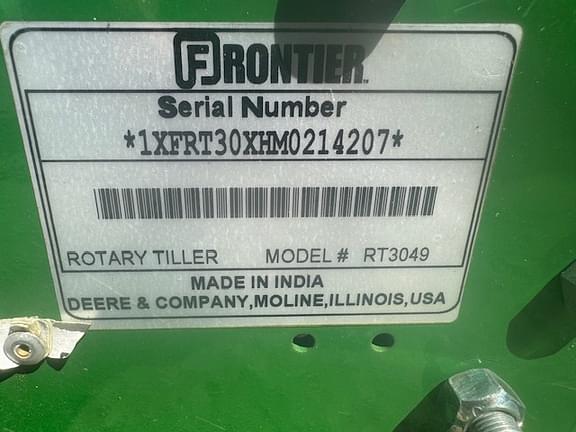 FRONTIER
Serial Number
*1XFRT30XHM0214207*
ROTARY TILLER MODEL # RT3049
MADE IN INDIA
DEERE & COMPANY,MOLINE,ILLINOIS,USA